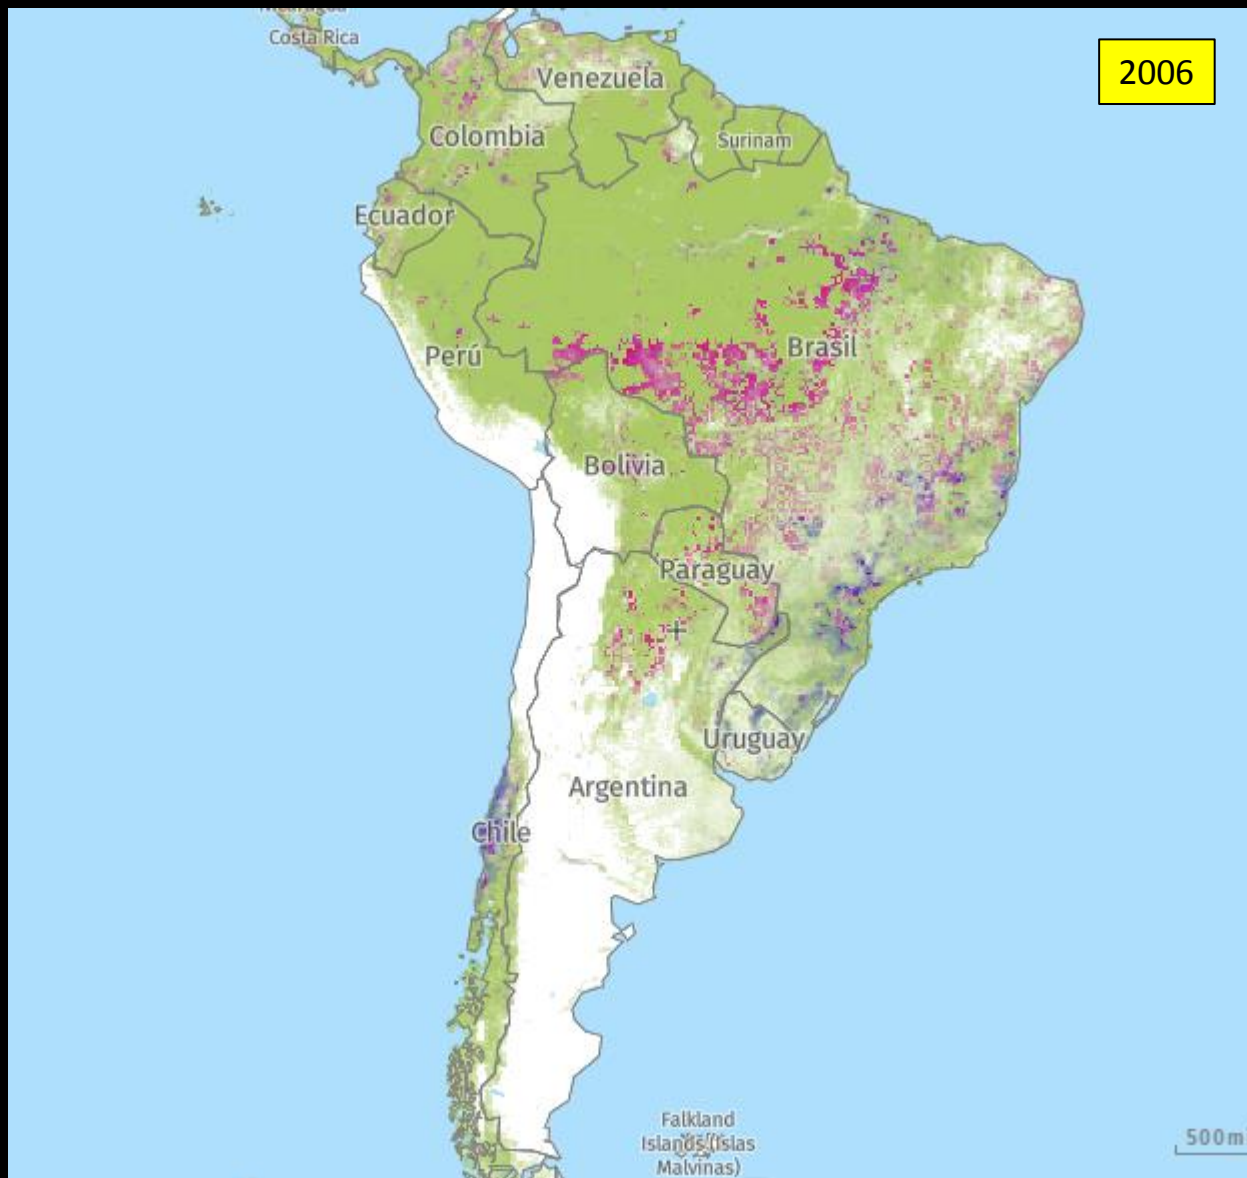 Nicaragua
Costa Rica
2006
Venezuela
Colombia
Surinam
Ecuador
Perú
Brasil
Bolivia
Paraguay
Uruguay
Argentina
Chile
Falkland
Islands (Islas
Malvinas)
500m